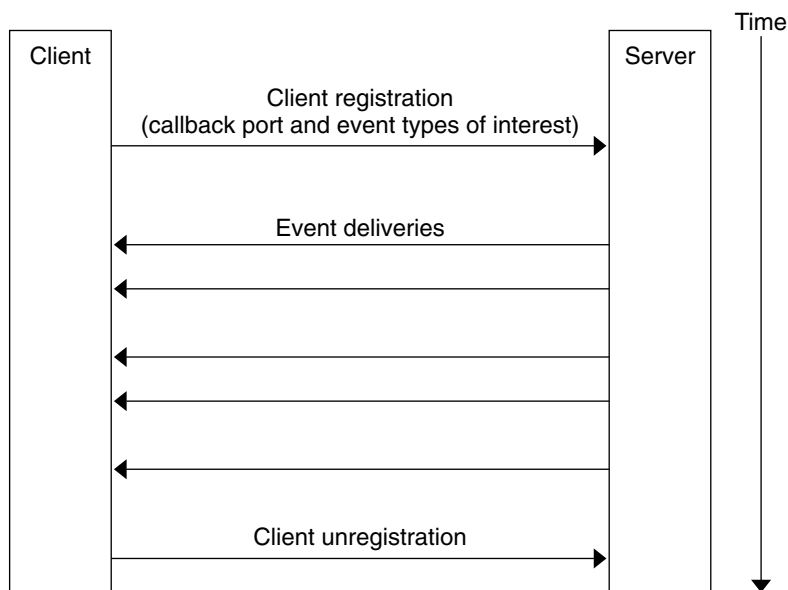 Time
Client
Server
Client registration
(callback port and event types of interest)
Event deliveries
Client unregistration